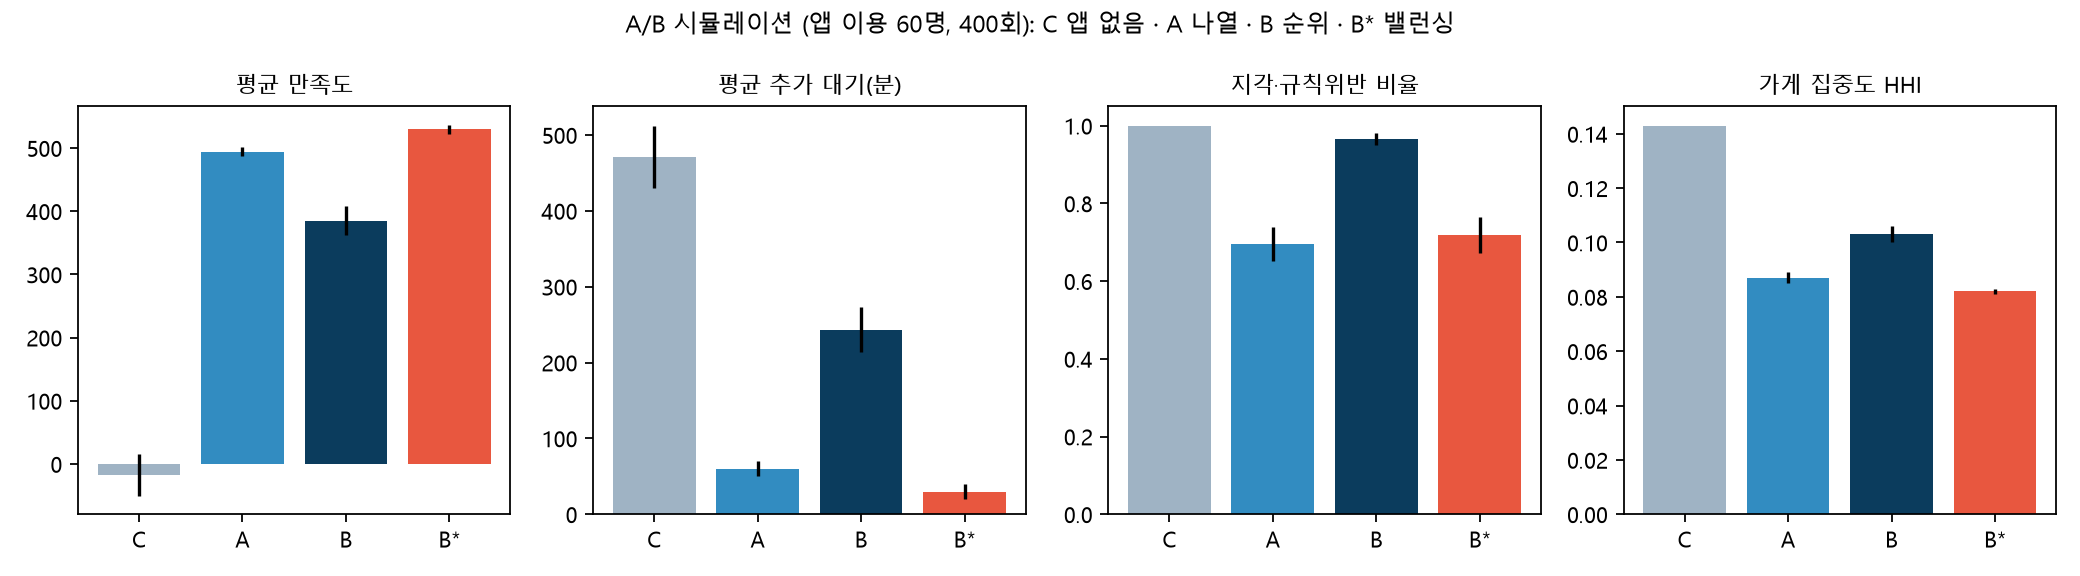 A/B 시뮬레이션 (앱 이용 60명, 400회): C 앱 없음 · A 나열 · B 순위 · B* 밸런싱
평균 만족도
500
400
300
200
100
0
C A B B*
평균 추가 대기(분)
500
400
300
200
100
0
C A B B*
지각·규칙위반 비율
1.0
0.8
0.6
0.4
0.2
0.0
C A B B*
가게 집중도 HHI
0.14
0.12
0.10
0.08
0.06
0.04
0.02
0.00
C A B B*